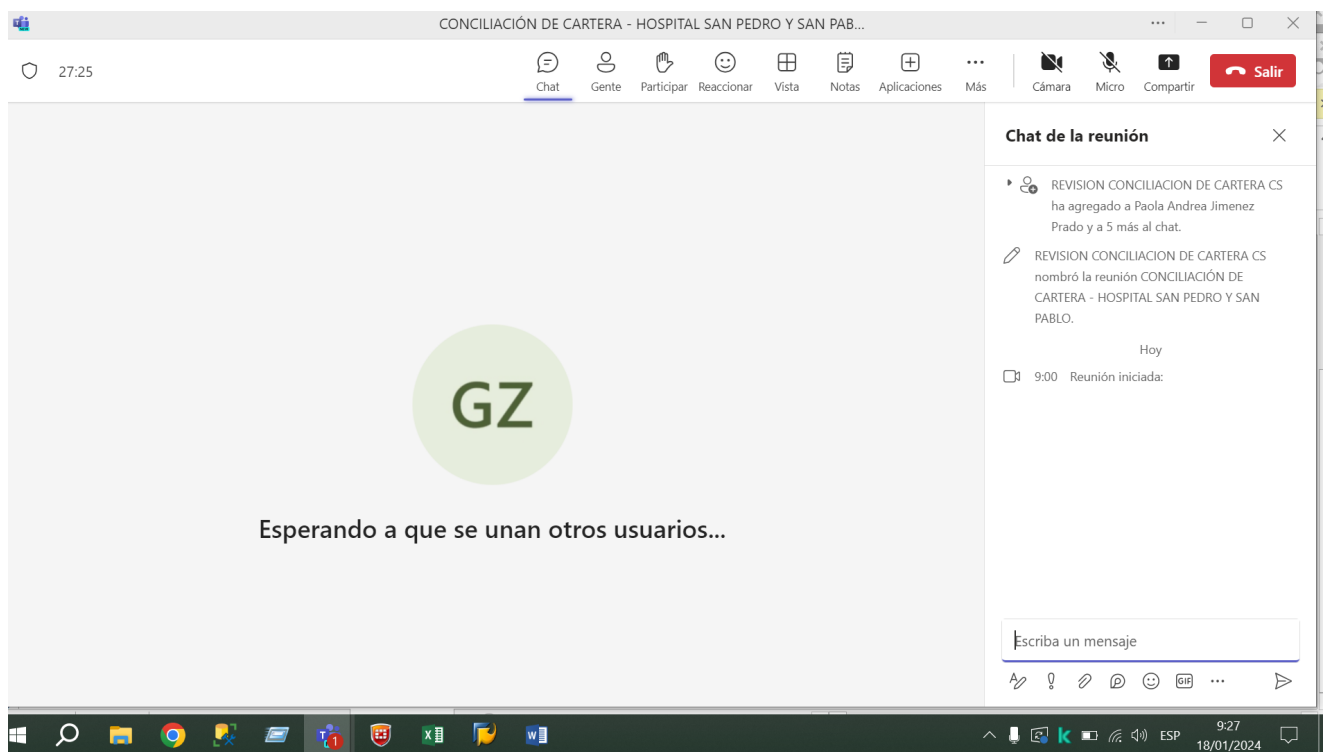 CONCILIACIÓN DE CARTERA - HOSPITAL SAN PEDRO Y SAN PAB...
27:25
Chat
Gente
Participar
Reaccionar
Vista
Notas
Aplicaciones
Más
Cámara
Micro
Compartir
Salir
Chat de la reunión
REVISION CONCILIACION DE CARTERA CS
ha agregado a Paola Andrea Jimenez
Prado y a 5 más al chat.
REVISION CONCILIACION DE CARTERA CS
nombró la reunión CONCILIACIÓN DE
CARTERA - HOSPITAL SAN PEDRO Y SAN
PABLO.
Hoy
9:00 Reunión iniciada:
GZ
Esperando a que se unan otros usuarios...
Escriba un mensaje
GIF
ESP
9:27
18/01/2024